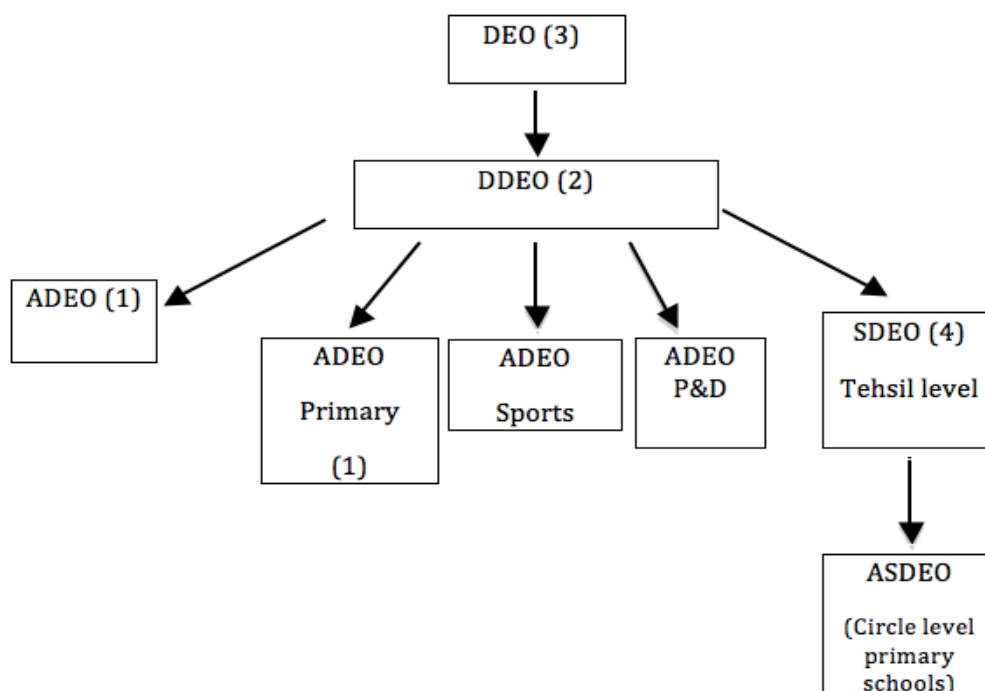 DEO (3)
DDEO (2)
ADEO (1)
ADEO
Primary
(1)
ADEO
Sports
ADEO
P&D
SDEO (4)
Tehsil level
ASDEO
(Circle level
primary
schools)